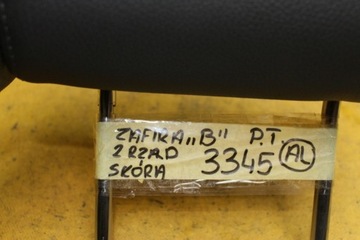 ZAFIRA „B" P.T
2 RZĄD 3345 AL
SKÓRA